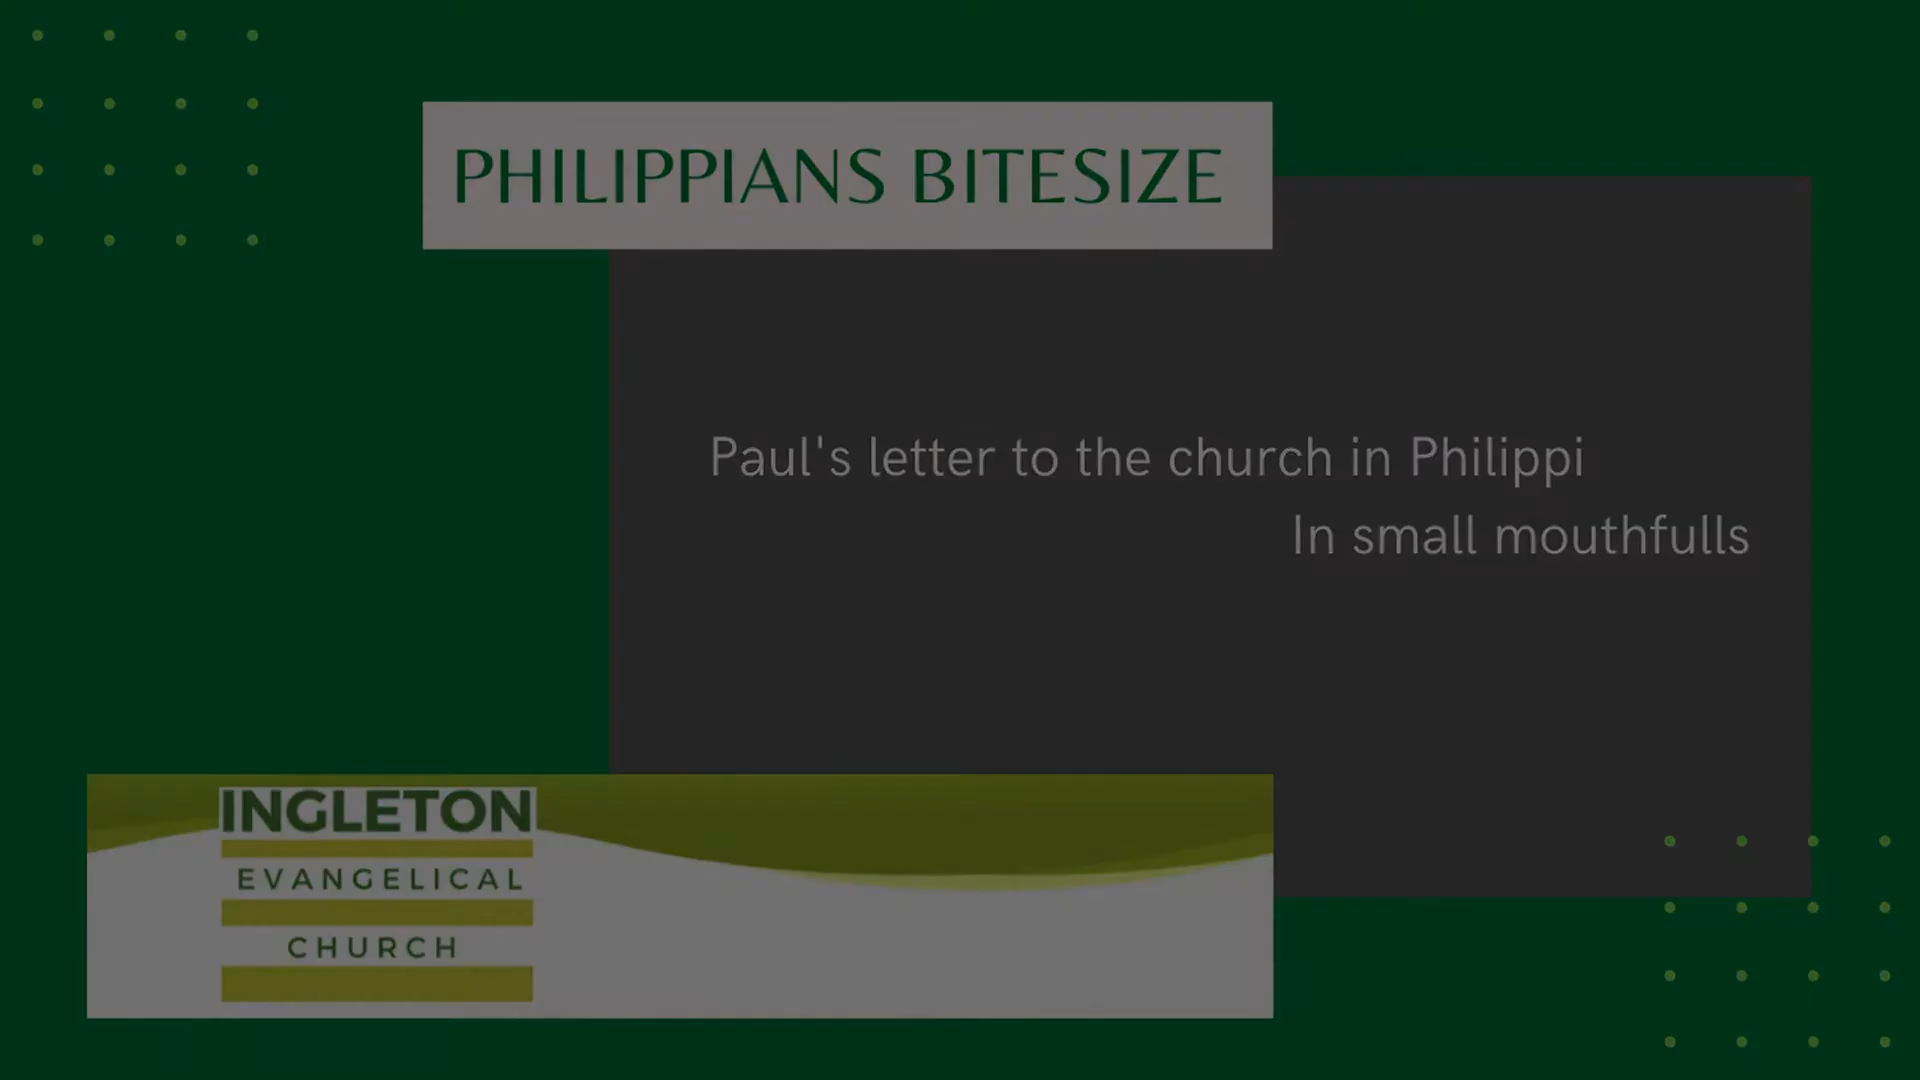 PHILIPPIANS BITESIZE
Paul's letter to the church in Philippi
In small mouthfulls
INGLETON
EVANGELICAL
CHURCH